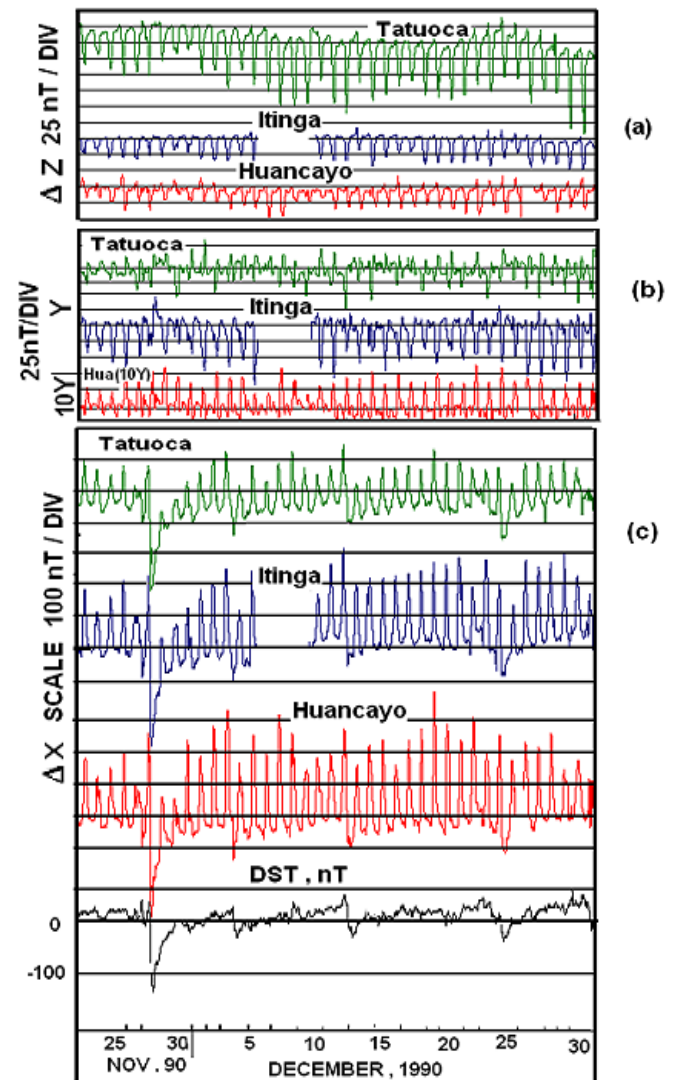 Tatuoca
Itinga
Huancayo
Δ Z 25 nT / DIV
(a)
Tatuoca
Itinga
Hua(10Y)
25nT/DIV
10Y Y
(b)
Tatuoca
Itinga
Huancayo
DST , nT
Δ X SCALE 100 nT / DIV
(c)
0
-100
25 30 5 10 15 20 25 30
NOV . 90 DECEMBER , 1990